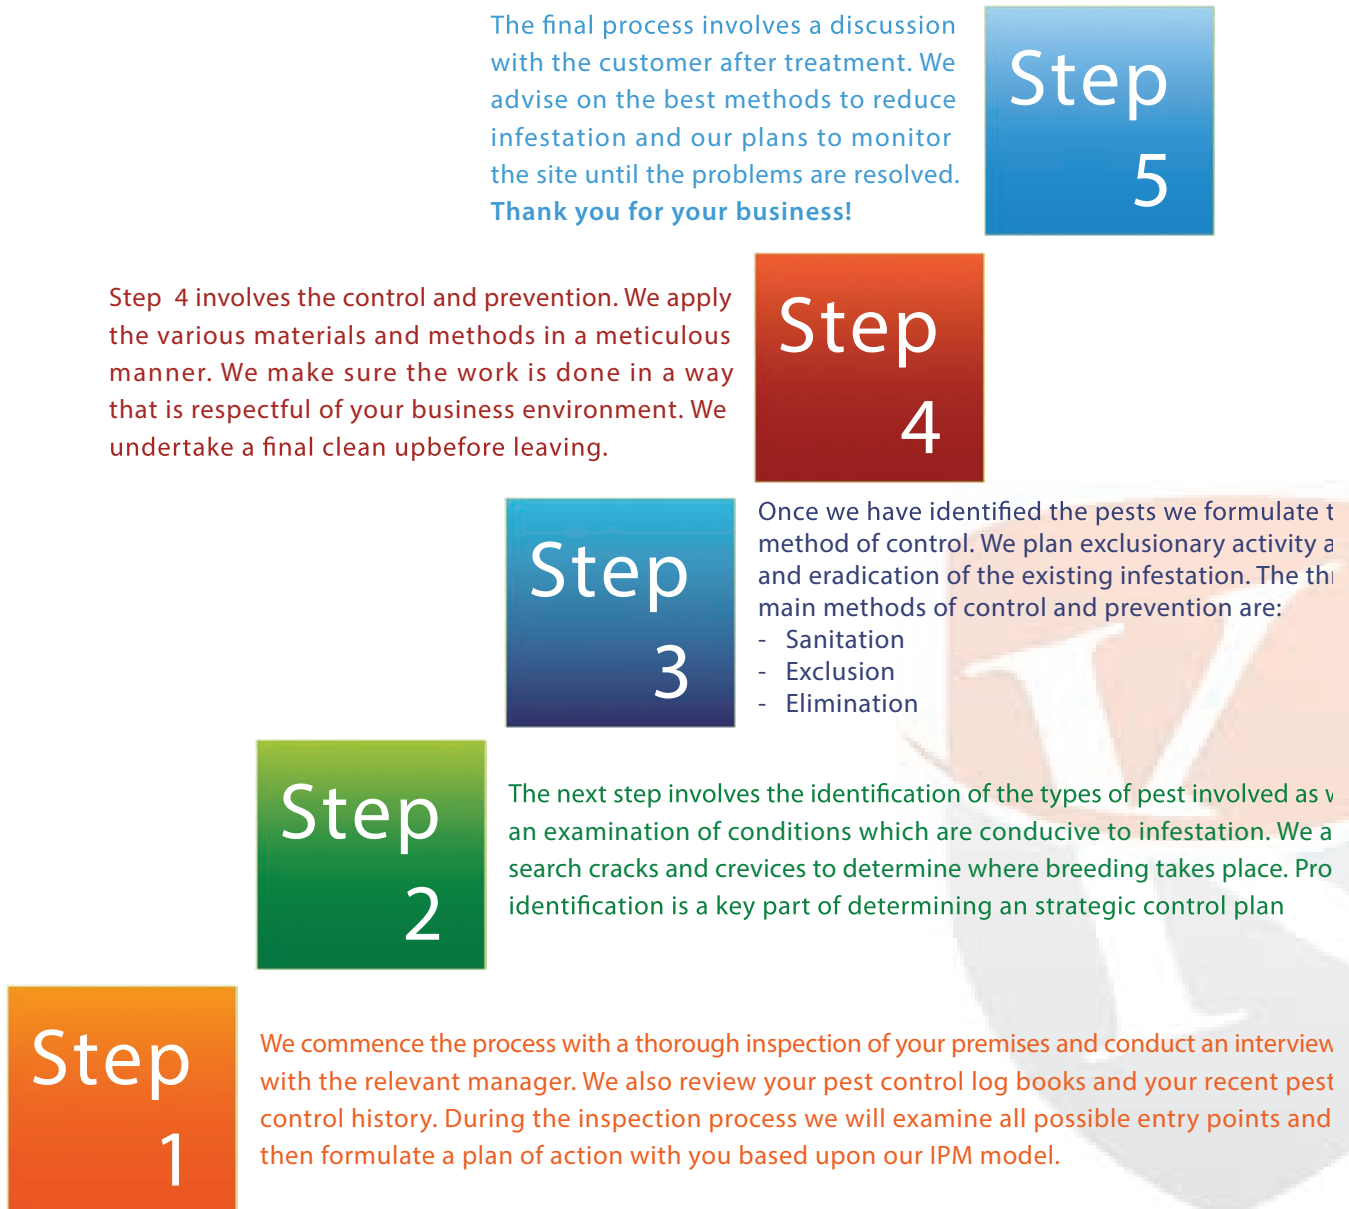 The final process involves a discussion
with the customer after treatment. We
advise on the best methods to reduce
infestation and our plans to monitor
the site until the problems are resolved.
Thank you for your business!
Step
5
Step  4 involves the control and prevention. We apply
the various materials and methods in a meticulous
manner. We make sure the work is done in a way
that is respectful of your business environment. We
undertake a final clean upbefore leaving.
Step
4
Step
3
Once we have identified the pests we formulate
method of control. We plan exclusionary activity
and eradication of the existing infestation. The
main methods of control and prevention are:
- Sanitation
- Exclusion
- Elimination
Step
2
The next step involves the identification of the types of pest involved as
an examination of conditions which are conducive to infestation. We
search cracks and crevices to determine where breeding takes place.
identification is a key part of determining an strategic control plan
Step
1
We commence the process with a thorough inspection of your premises and conduct an interview
with the relevant manager. We also review your pest control log books and your recent pest
control history. During the inspection process we will examine all possible entry points and
then formulate a plan of action with you based upon our IPM model.